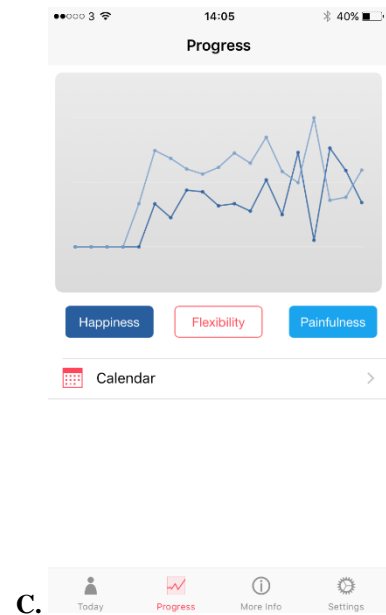 3 14:05 40%
Progress
Happiness Flexibility Painfulness
Calendar
C. Today Progress More Info Settings